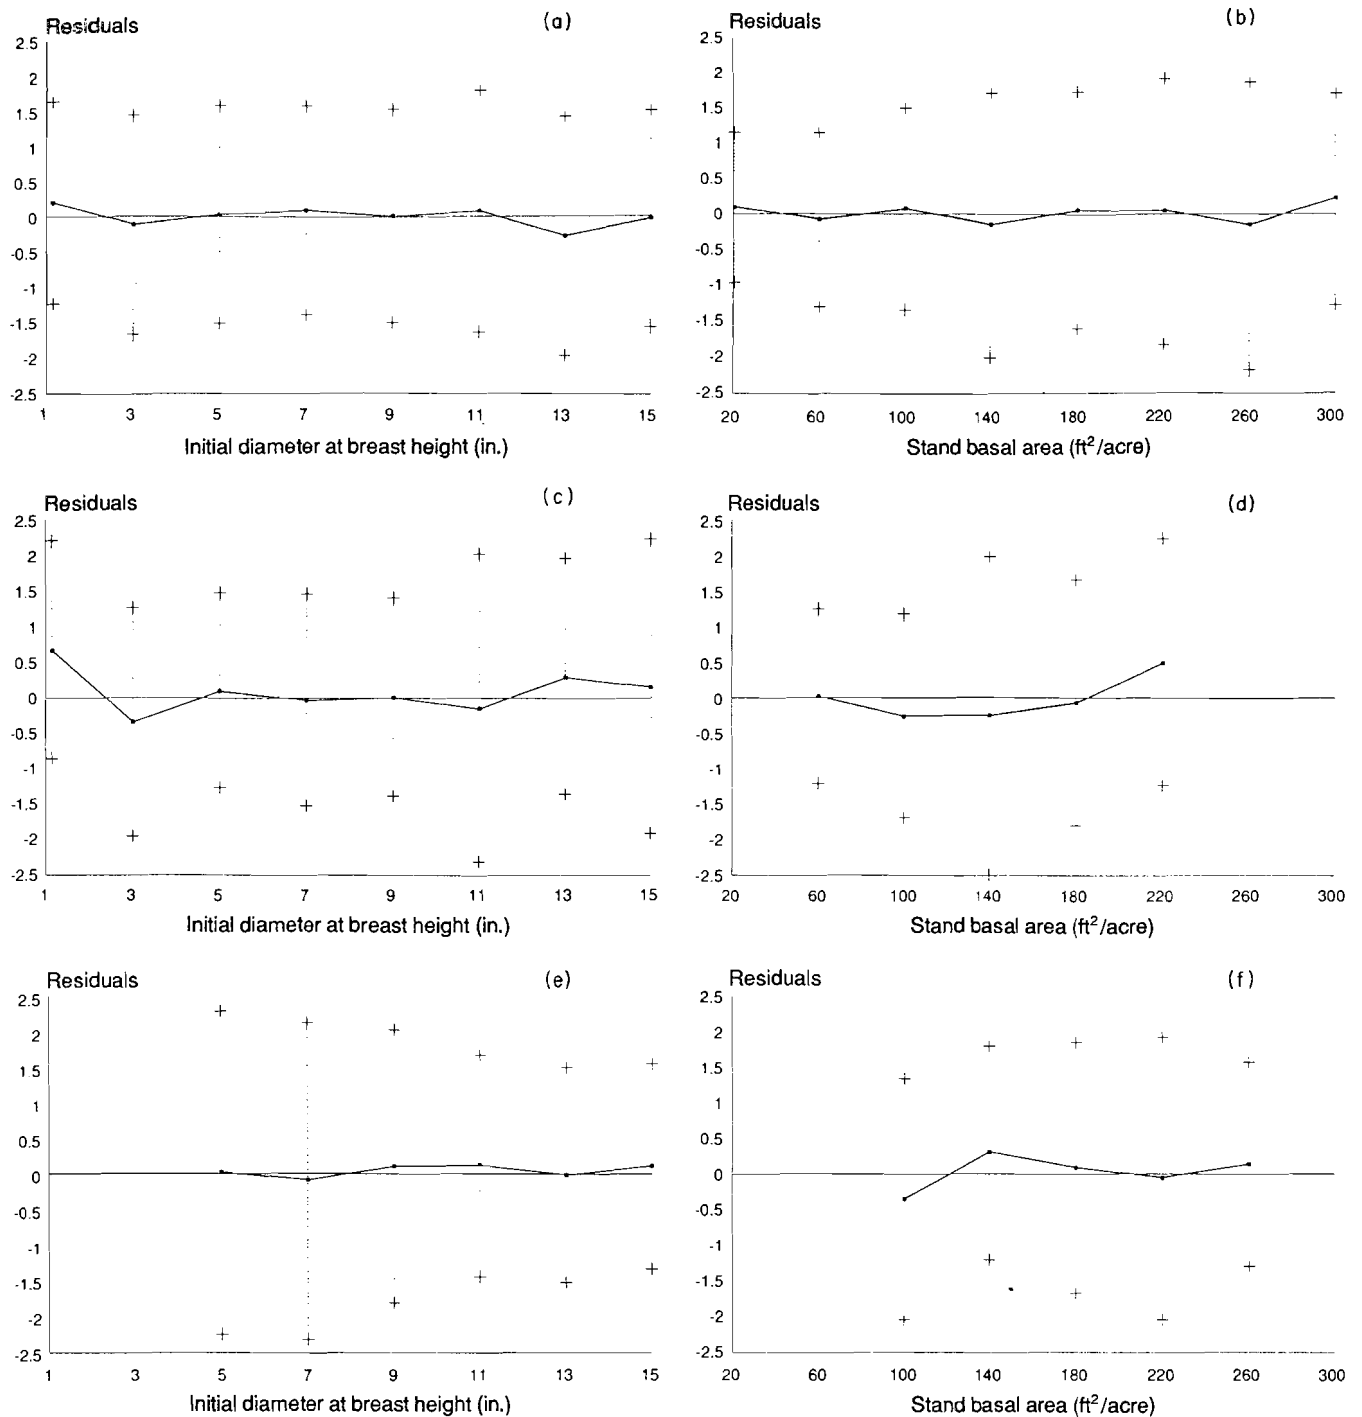 Residuals
(a)
2.5
2
1.5
1
0.5
0
-0.5
-1
-1.5
-2
-2.5
1 3 5 7 9 11 13 15
Initial diameter at breast height (in.)
Residuals
(b)
2.5
2
1.5
1
0.5
0
-0.5
-1
-1.5
-2
-2.5
20 60 100 140 180 220 260 300
Stand basal area (ft²/acre)
Residuals
(c)
2.5
2
1.5
1
0.5
0
-0.5
-1
-1.5
-2
-2.5
1 3 5 7 9 11 13 15
Initial diameter at breast height (in.)
Residuals
(d)
2.5
2
1.5
1
0.5
0
-0.5
-1
-1.5
-2
-2.5
20 60 100 140 180 220 260 300
Stand basal area (ft²/acre)
Residuals
(e)
2.5
2
1.5
1
0.5
0
-0.5
-1
-1.5
-2
-2.5
1 3 5 7 9 11 13 15
Initial diameter at breast height (in.)
Residuals
(f)
2.5
2
1.5
1
0.5
0
-0.5
-1
-1.5
-2
-2.5
20 60 100 140 180 220 260 300
Stand basal area (ft²/acre)